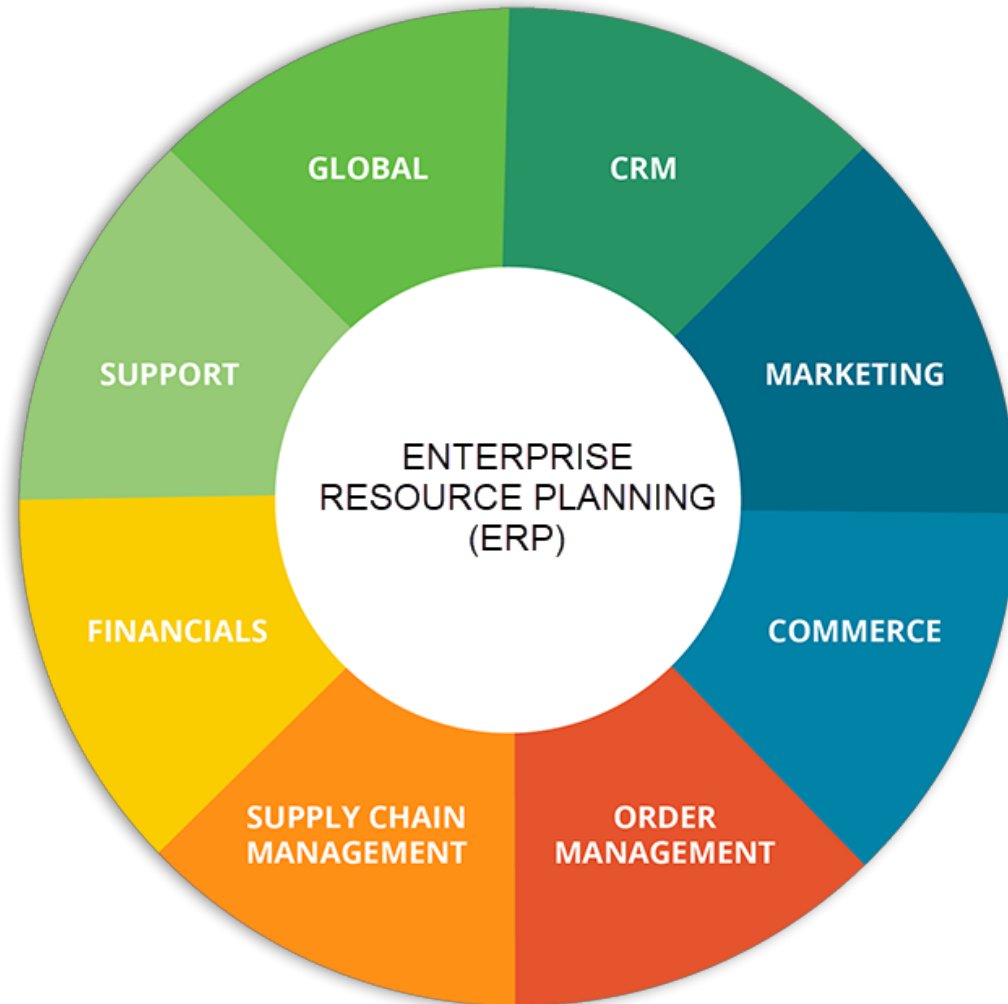 GLOBAL
CRM
SUPPORT
MARKETING
ENTERPRISE
RESOURCE PLANNING
(ERP)
FINANCIALS
COMMERCE
SUPPLY CHAIN
MANAGEMENT
ORDER
MANAGEMENT